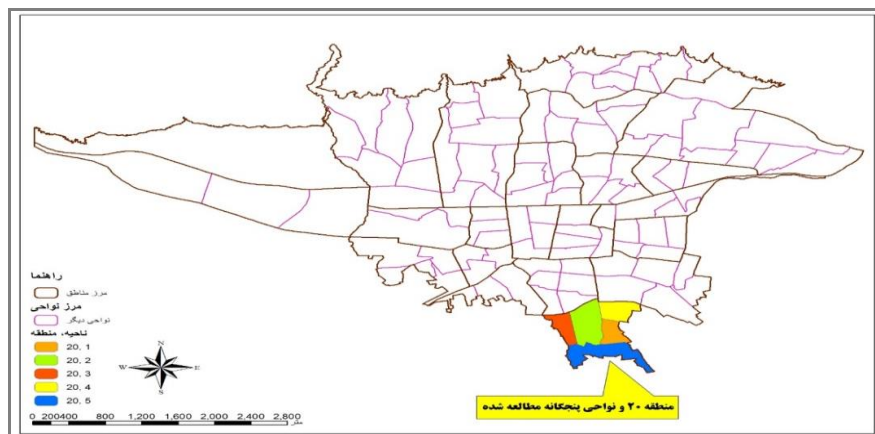 راهنما
مرز مناطق
مرز نواحی
نواحی دیگر
ناحیه، منطقه
20, 1
20, 2
20, 3
20, 4
20, 5
N
W E
S
0 200400 800 1,200 1,600 2,000 2,400 2,800
متر
منطقه ۲۰ و نواحی پنجگانه مطالعه شده